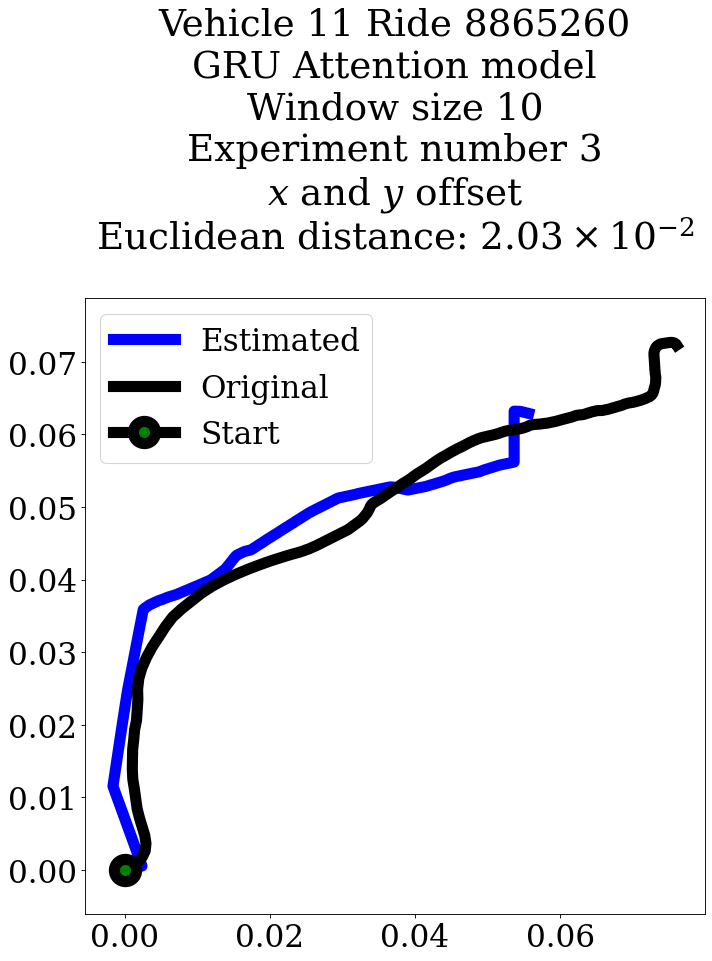 Vehicle 11 Ride 8865260
GRU Attention model
Window size 10
Experiment number 3
x and y offset
Euclidean distance: 2.03 × 10⁻²
Estimated
Original
Start
0.07
0.06
0.05
0.04
0.03
0.02
0.01
0.00
0.00 0.02 0.04 0.06